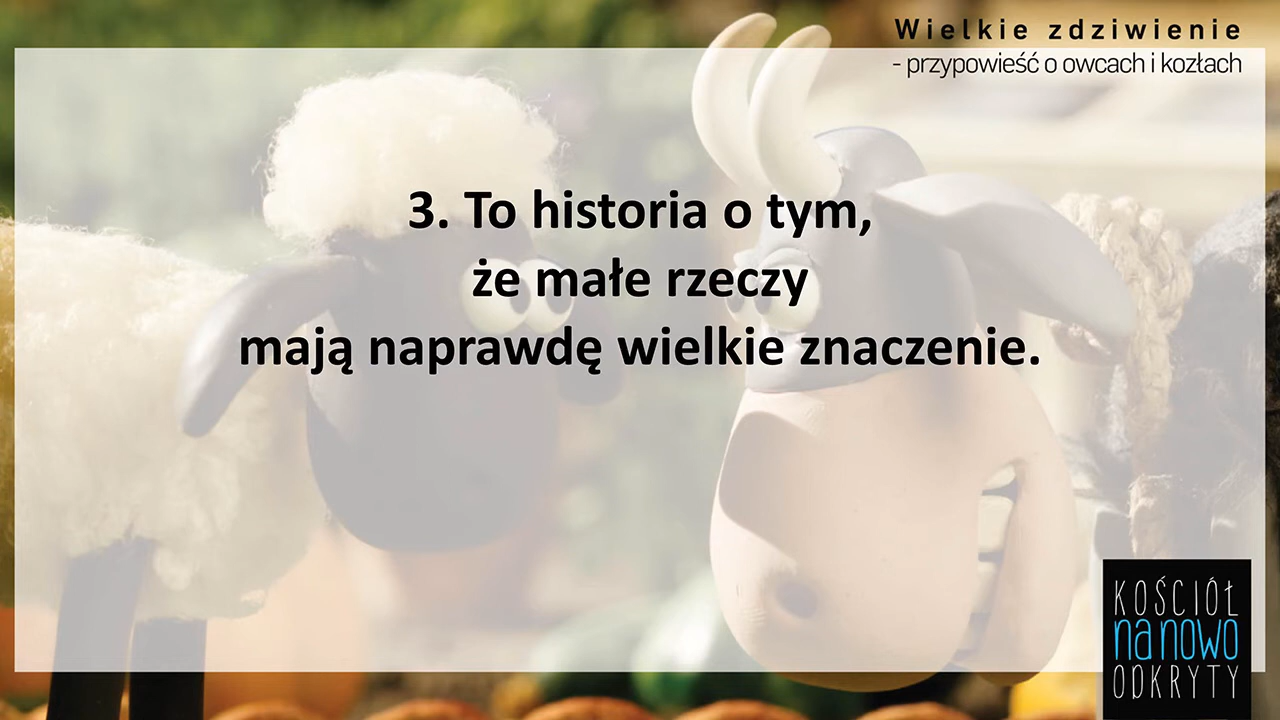 Wielkie zdziwienie
- przypowieść o owcach i kozłach
3. To historia o tym,
że małe rzeczy
mają naprawdę wielkie znaczenie.
KOŚCIÓŁ
na nowo
ODKRYTY